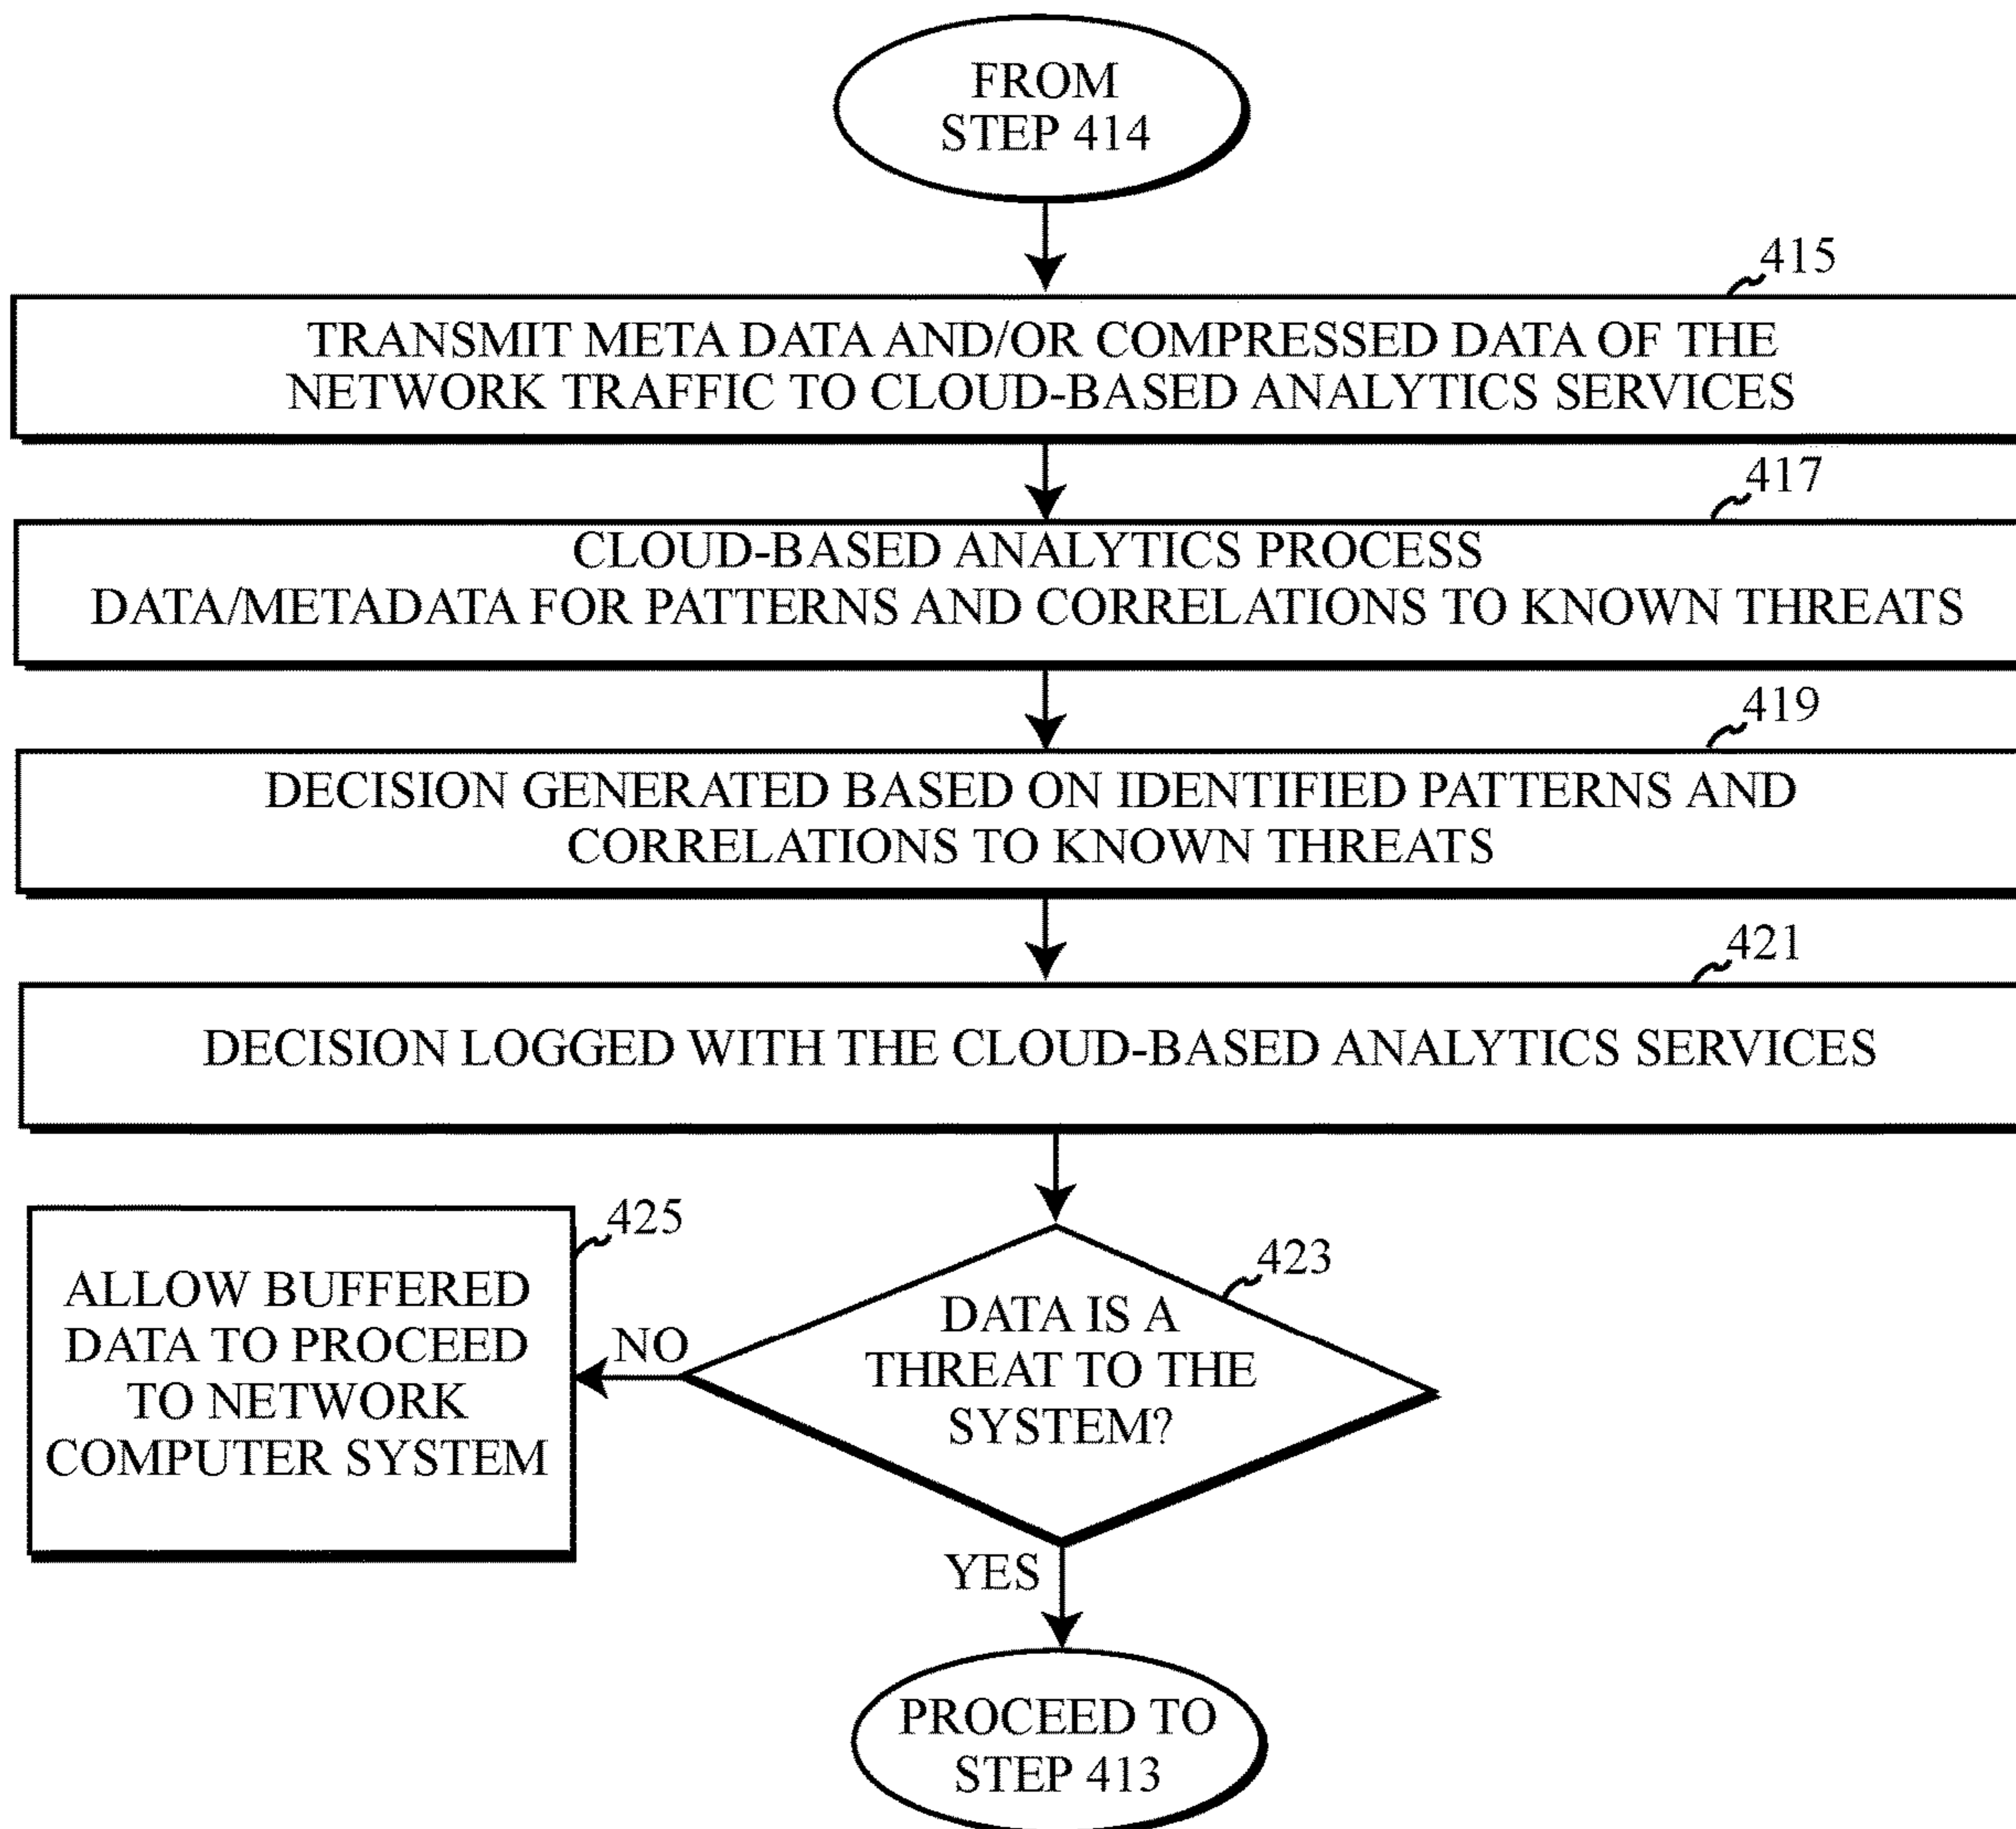 FROM
STEP 414
415
TRANSMIT META DATA AND/OR COMPRESSED DATA OF THE
NETWORK TRAFFIC TO CLOUD-BASED ANALYTICS SERVICES
417
CLOUD-BASED ANALYTICS PROCESS
DATA/METADATA FOR PATTERNS AND CORRELATIONS TO KNOWN THREATS
419
DECISION GENERATED BASED ON IDENTIFIED PATTERNS AND
CORRELATIONS TO KNOWN THREATS
421
DECISION LOGGED WITH THE CLOUD-BASED ANALYTICS SERVICES
425
ALLOW BUFFERED
DATA TO PROCEED
TO NETWORK
COMPUTER SYSTEM
NO
423
DATA IS A
THREAT TO THE
SYSTEM?
YES
PROCEED TO
STEP 413